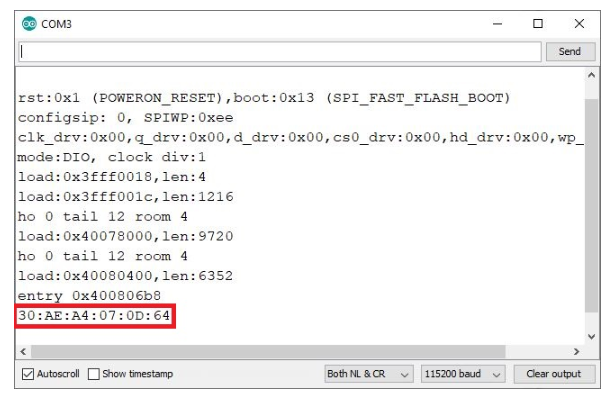 COM3
Send
rst:0x1 (POWERON_RESET),boot:0x13 (SPI_FAST_FLASH_BOOT)
configsip: 0, SPIWP:0xee
clk_drv:0x00,q_drv:0x00,d_drv:0x00,cs0_drv:0x00,hd_drv:0x00,wp_
mode:DIO, clock div:1
load:0x3fff0018,len:4
load:0x3fff001c,len:1216
ho 0 tail 12 room 4
load:0x40078000,len:9720
ho 0 tail 12 room 4
load:0x40080400,len:6352
entry 0x400806b8
30:AE:A4:07:0D:64
Autoscroll Show timestamp Both NL & CR 115200 baud Clear output